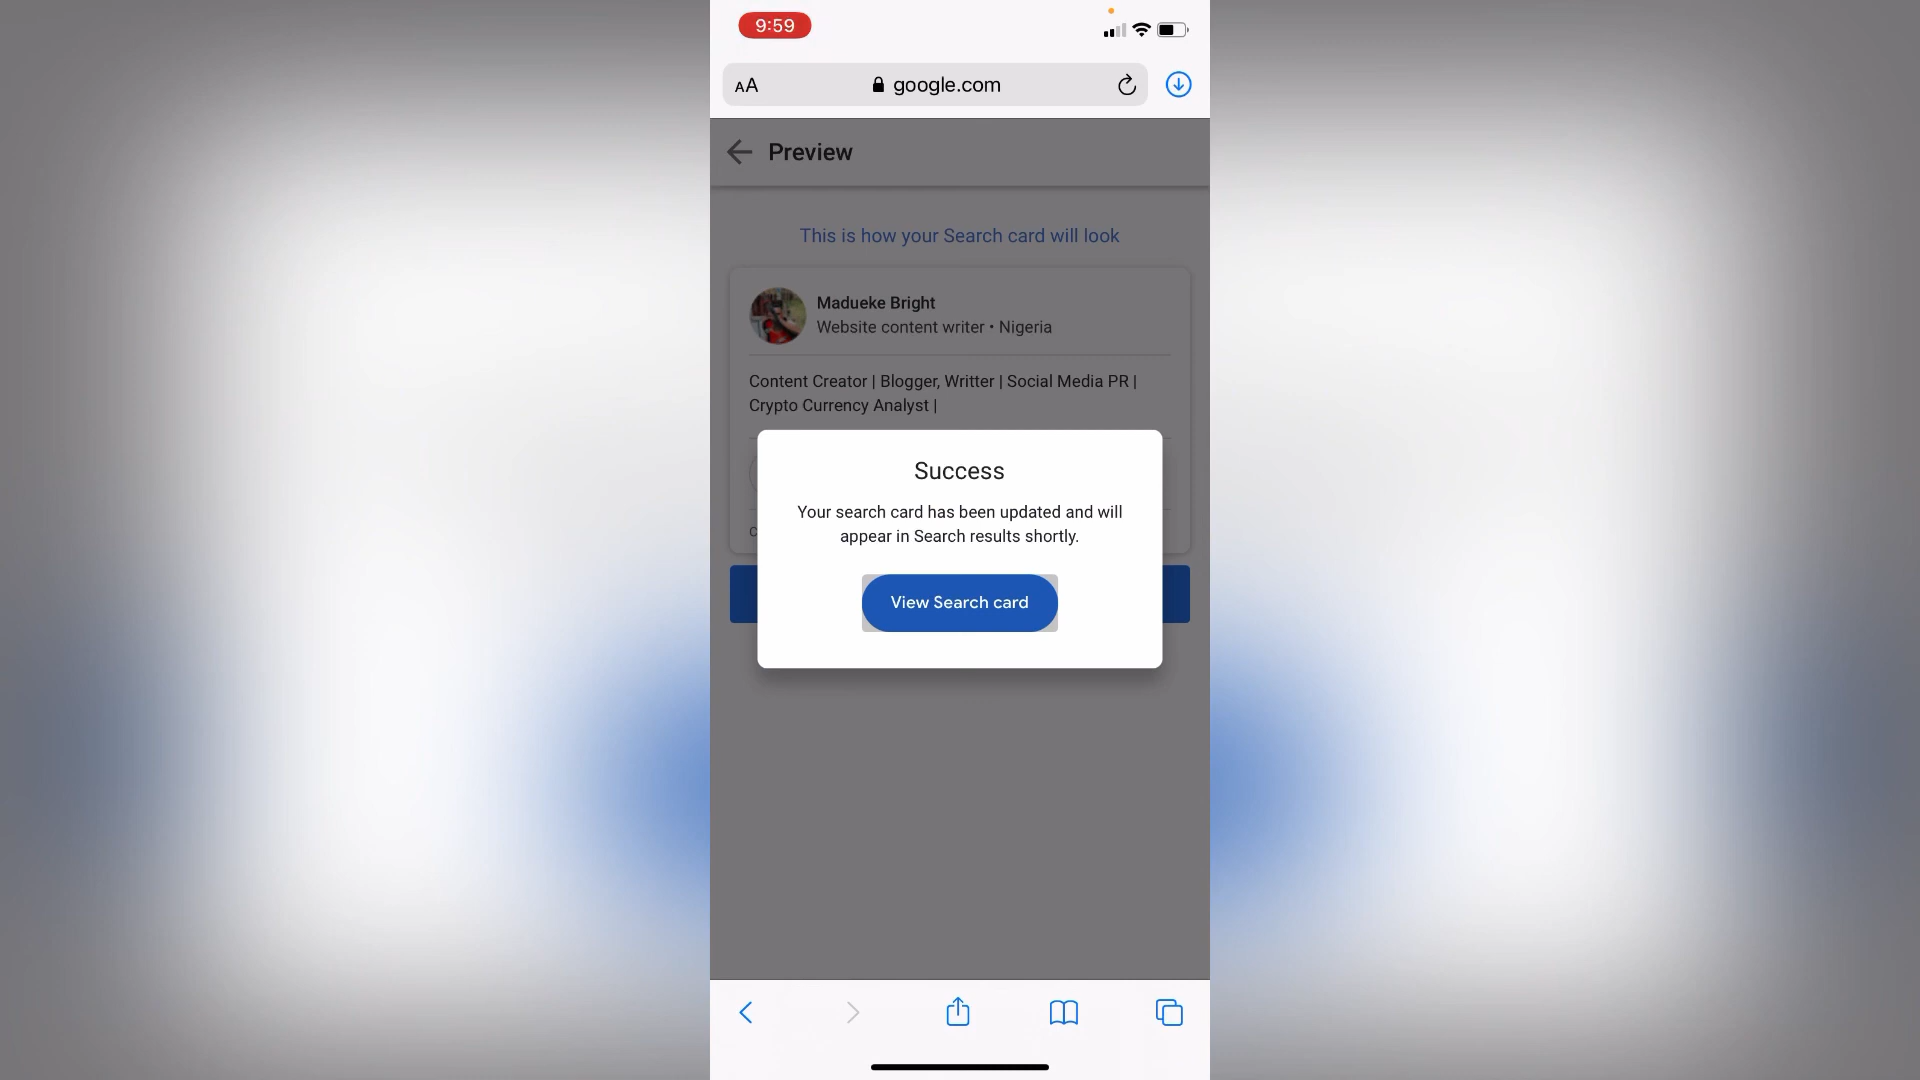 9:59
AA google.com
Preview
This is how your Search card will look
Madueke Bright
Website content writer • Nigeria
Content Creator | Blogger, Writter | Social Media PR |
Crypto Currency Analyst |
Success
Your search card has been updated and will
appear in Search results shortly.
C
View Search card